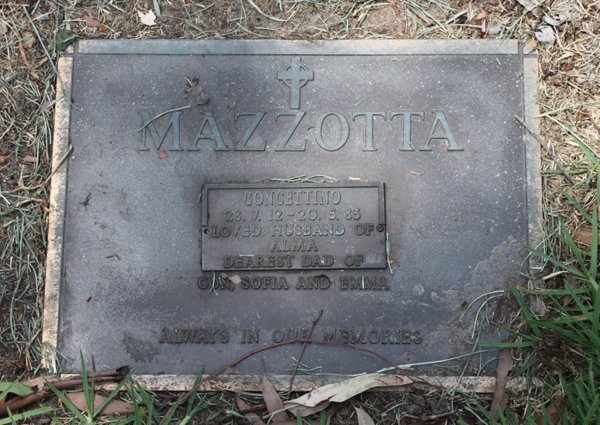 MAZZOTTA
CONCETTINO
28. 7. 12 - 20. 5. 83
LOVED HUSBAND OF
ALMA
DEAREST DAD OF
CON, SOFIA AND EMMA
ALWAYS IN OUR MEMORIES